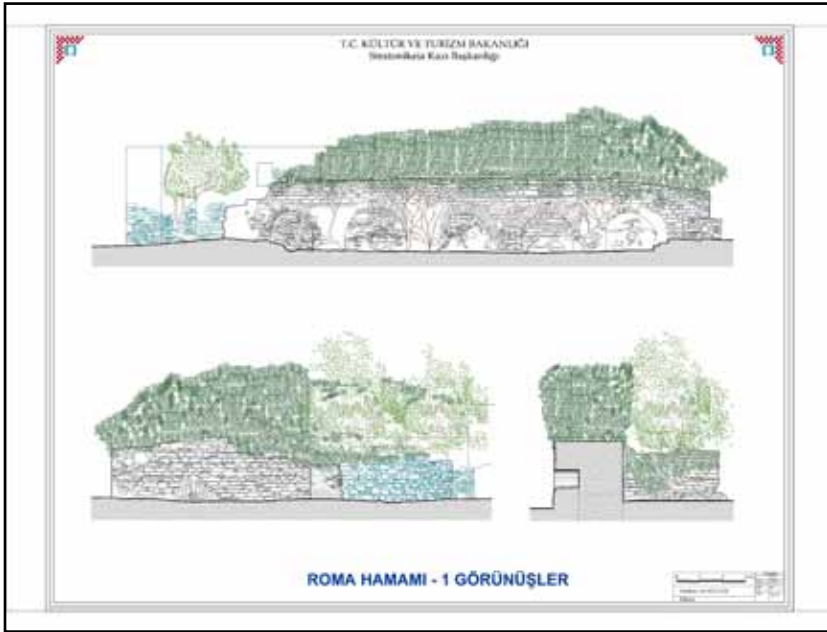 T.C. KÜLTÜR VE TURİZM BAKANLIĞI
Stratonikeia Kazı Başkanlığı
ROMA HAMAMI - 1 GÖRÜNÜŞLER